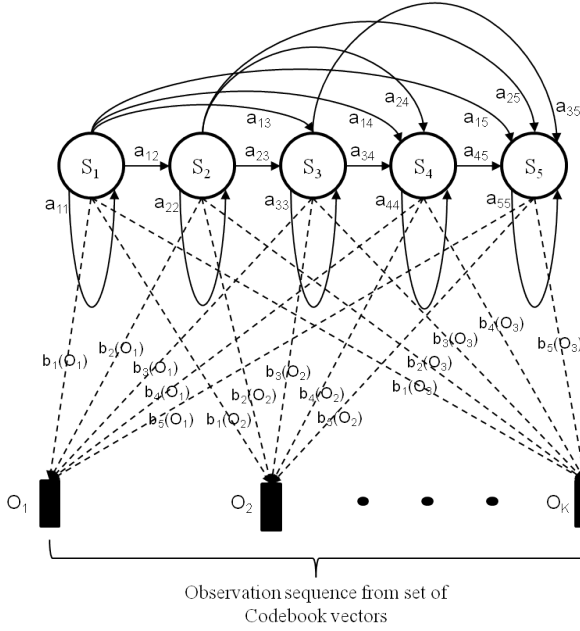 a₂₄ a₂₅ a₃₅
a₁₃ a₁₄ a₁₅
a₁₂ a₂₃ a₃₄ a₄₅
S₁ S₂ S₃ S₄ S₅
a₁₁ a₂₂ a₃₃ a₄₄ a₅₅
b₁(O₁) b₂(O₁) b₃(O₁) b₄(O₁) b₅(O₁)
b₁(O₂) b₂(O₂) b₃(O₂) b₄(O₂) b₃(O₂)
b₁(O₃) b₂(O₃) b₃(O₃) b₄(O₃) b₅(O₃)
O₁ O₂ O_K
Observation sequence from set of
Codebook vectors